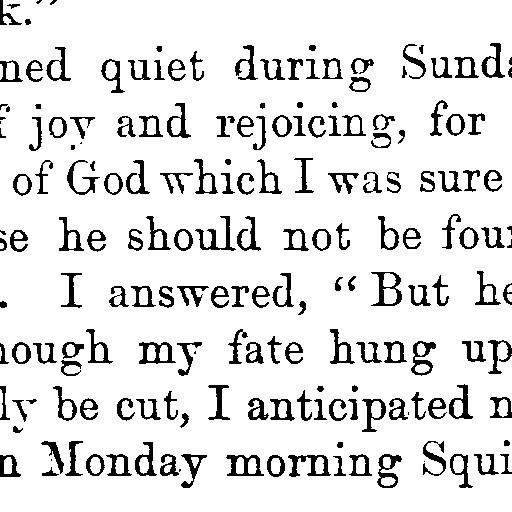 k."
ned quiet during Sunda
f joy and rejoicing, for
of God which I was sure
se he should not be four
. I answered, “ But he
hough my fate hung up
ly be cut, I anticipated n
n Monday morning Squi